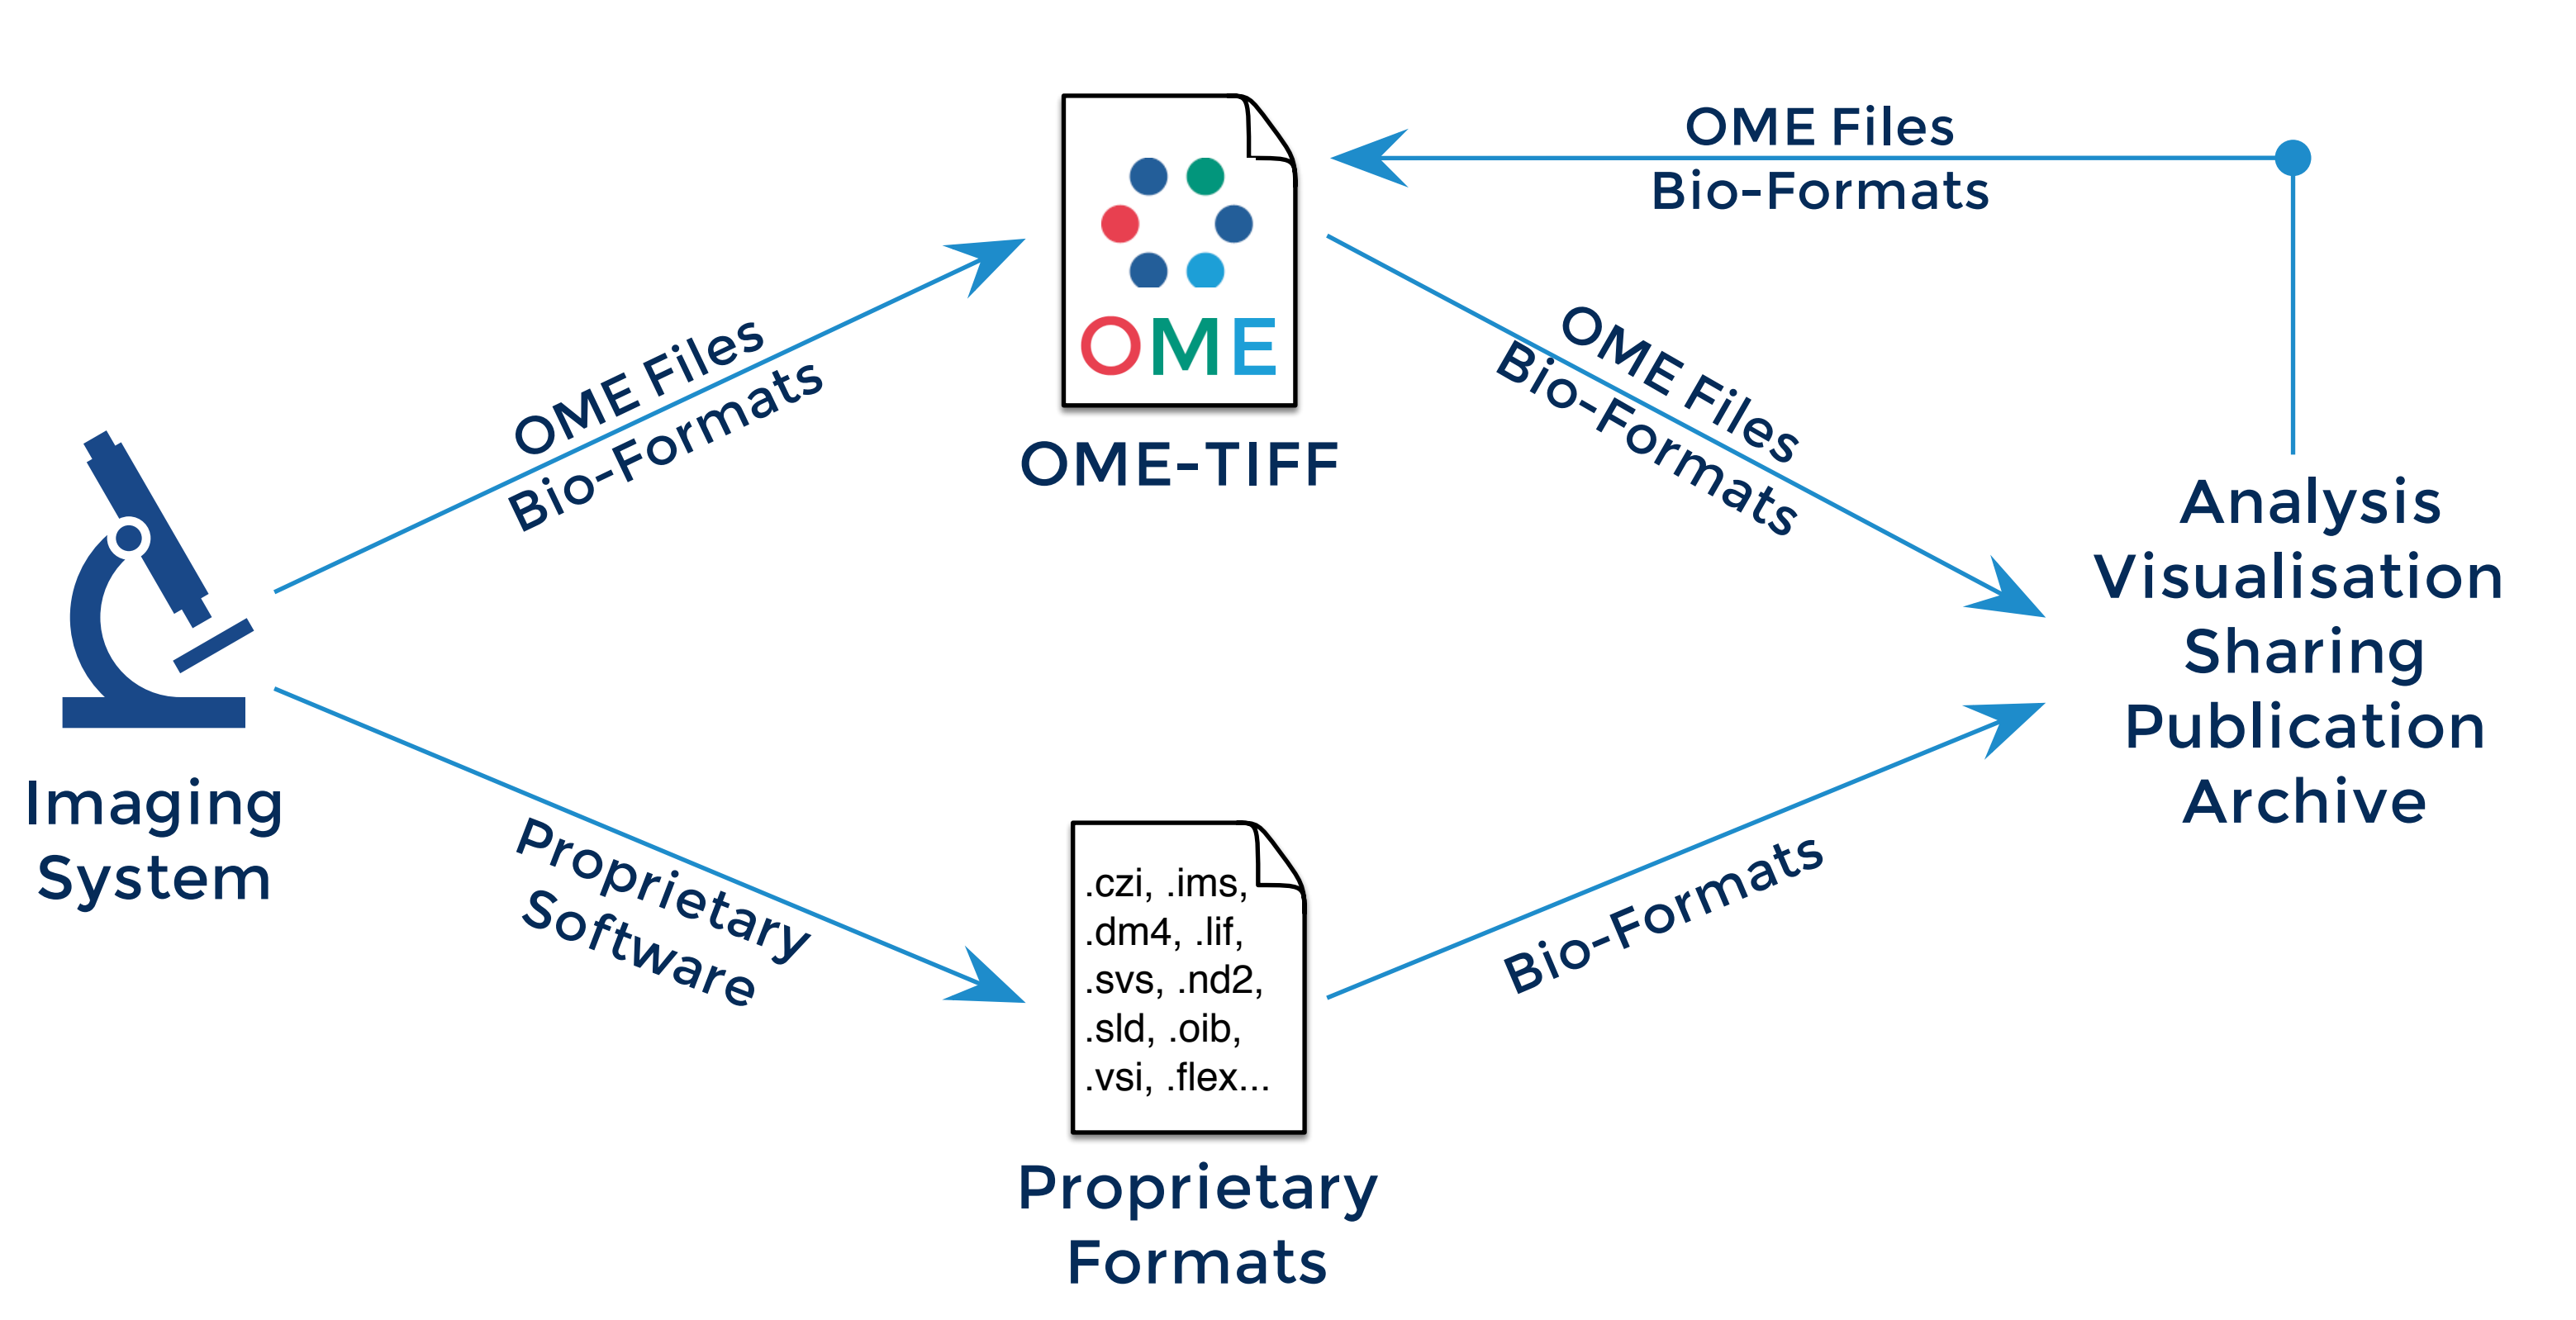 OME Files
Bio-Formats
OME
OME-TIFF
OME Files
Bio-Formats
OME Files
Bio-Formats
Imaging
System
Analysis
Visualisation
Sharing
Publication
Archive
Proprietary
Software
.czi, .ims,
.dm4, .lif,
.svs, .nd2,
.sld, .oib,
.vsi, .flex...
Bio-Formats
Proprietary
Formats